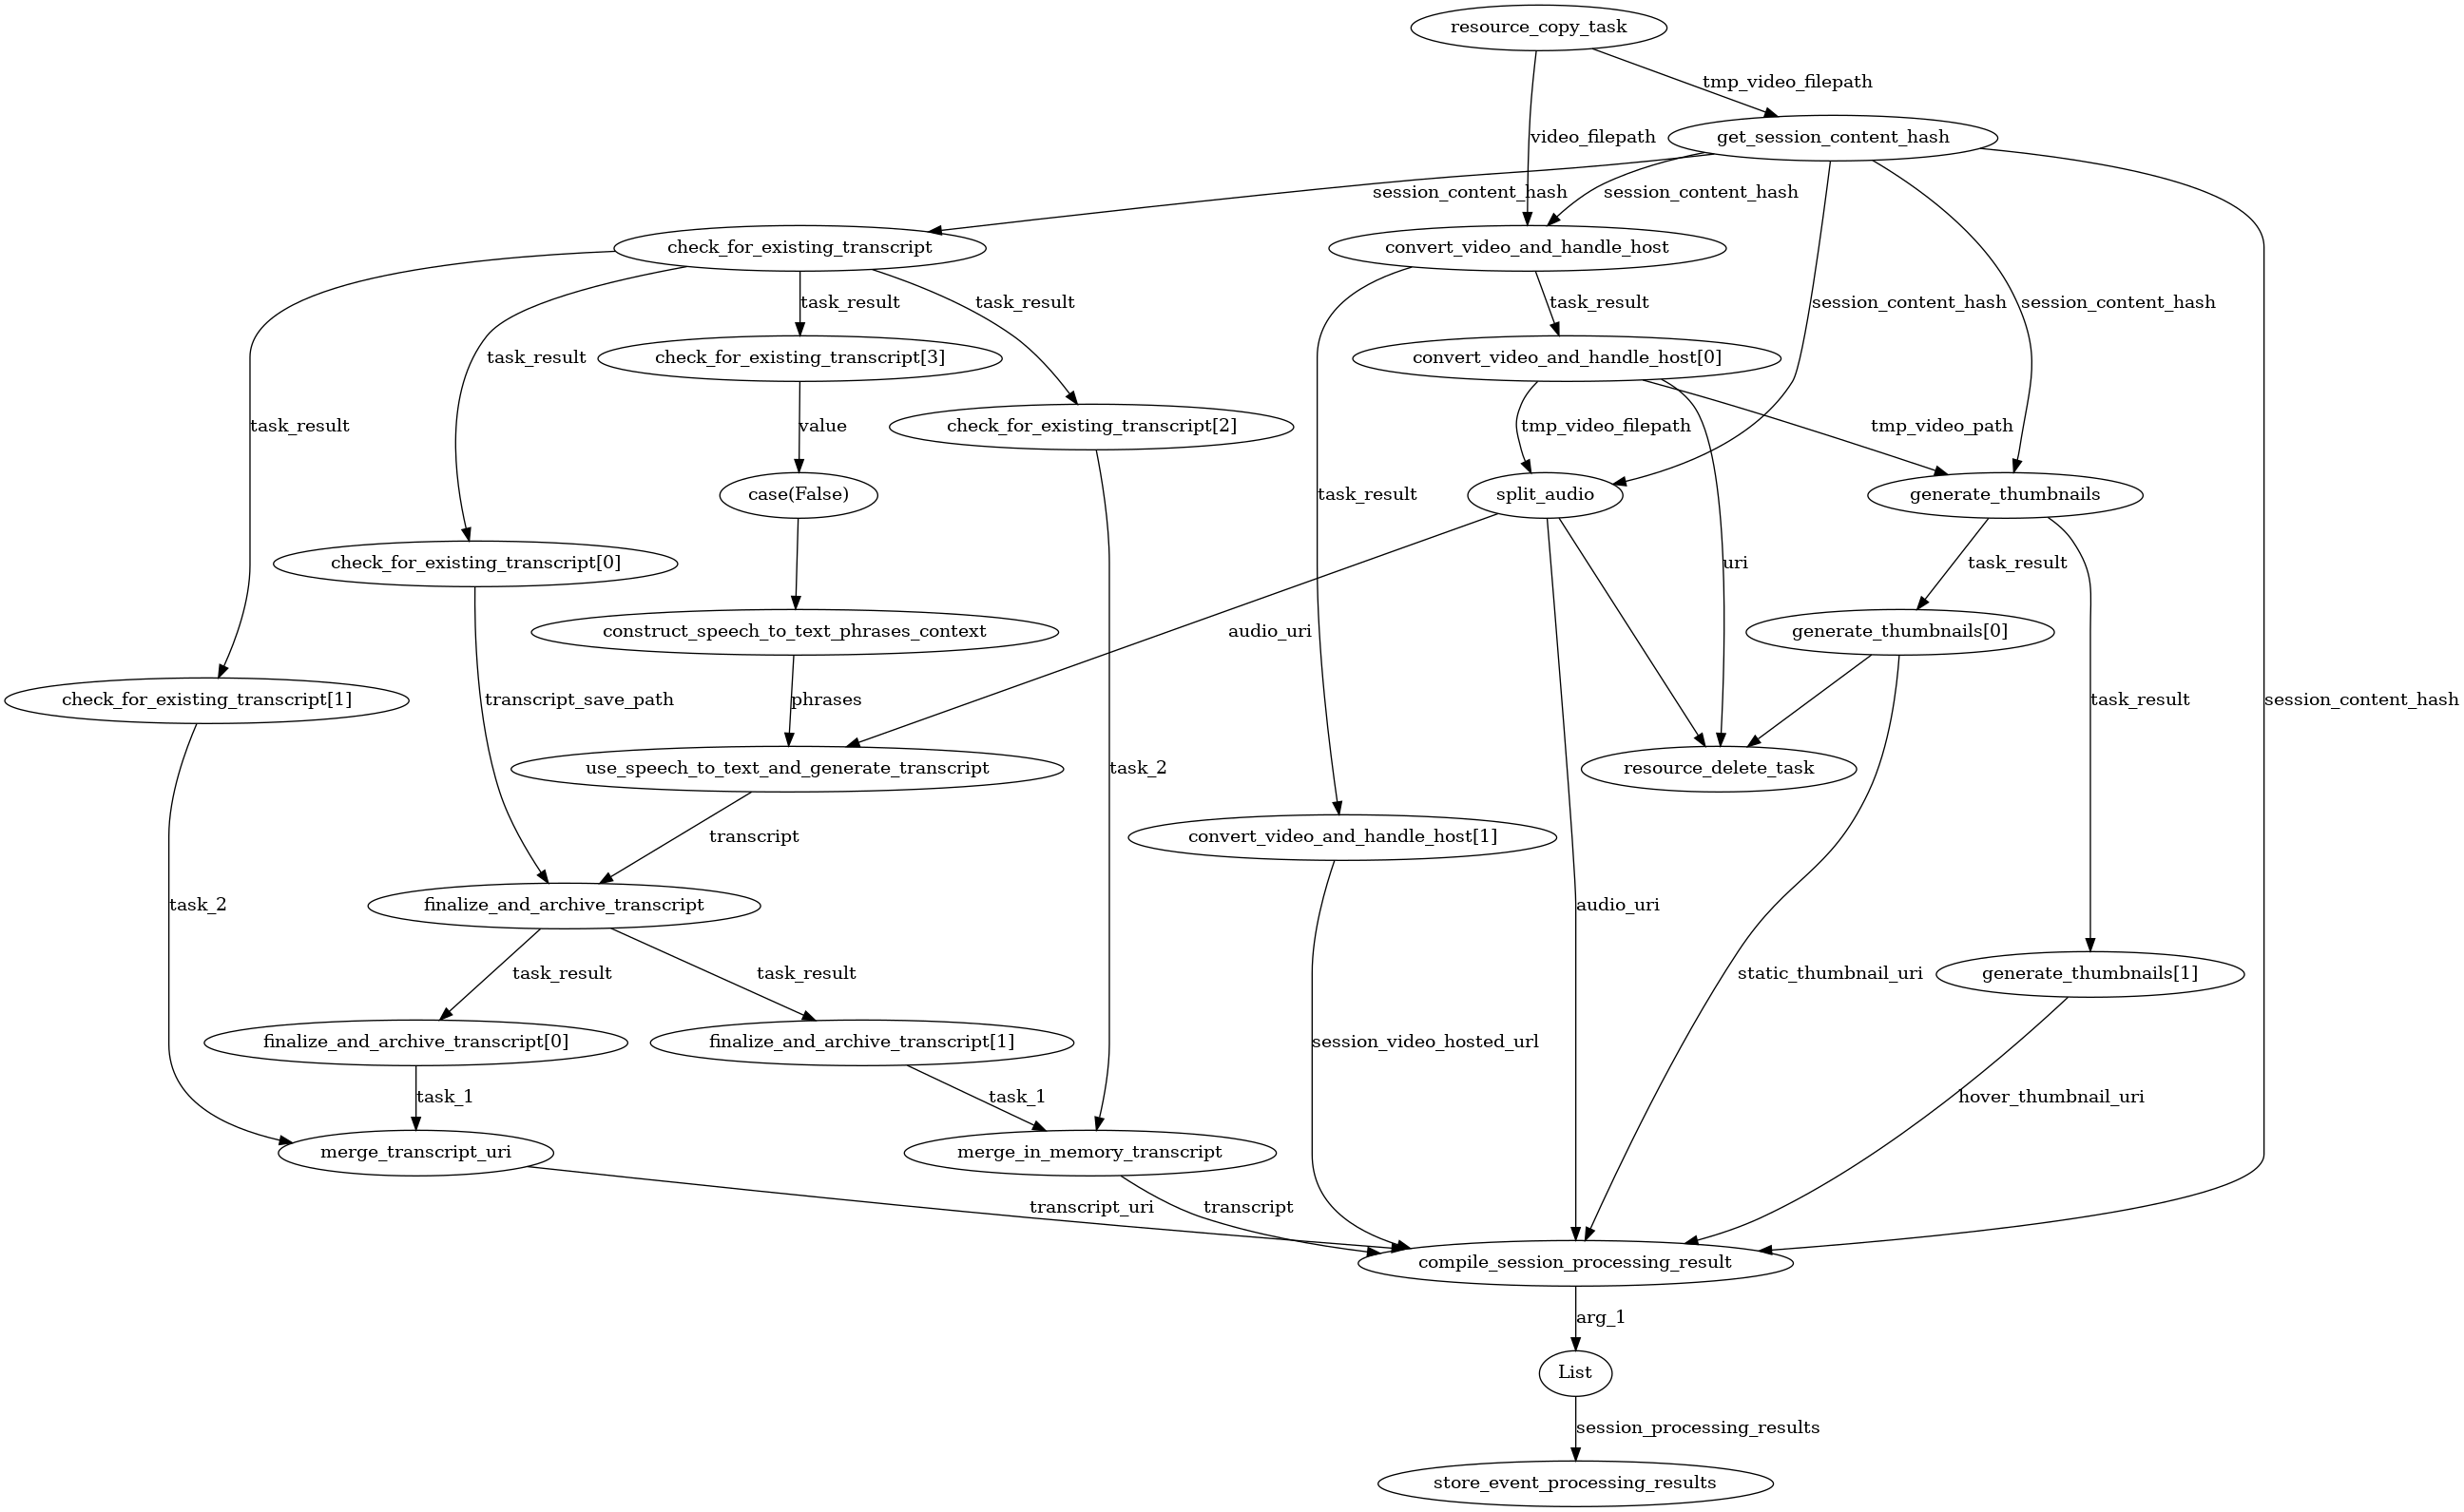 resource_copy_task
tmp_video_filepath
video_filepath
get_session_content_hash
session_content_hash
session_content_hash
check_for_existing_transcript
convert_video_and_handle_host
task_result
task_result
task_result
session_content_hash
session_content_hash
task_result
check_for_existing_transcript[3]
convert_video_and_handle_host[0]
task_result
value
check_for_existing_transcript[2]
tmp_video_filepath
tmp_video_path
case(False)
task_result
split_audio
generate_thumbnails
check_for_existing_transcript[0]
uri
task_result
construct_speech_to_text_phrases_context
audio_uri
generate_thumbnails[0]
check_for_existing_transcript[1]
transcript_save_path
phrases
task_result
session_content_hash
use_speech_to_text_and_generate_transcript
task_2
resource_delete_task
transcript
convert_video_and_handle_host[1]
task_2
finalize_and_archive_transcript
audio_uri
task_result
task_result
static_thumbnail_uri
generate_thumbnails[1]
finalize_and_archive_transcript[0]
finalize_and_archive_transcript[1]
session_video_hosted_url
task_1
task_1
hover_thumbnail_uri
merge_transcript_uri
merge_in_memory_transcript
transcript_uri
transcript
compile_session_processing_result
arg_1
List
session_processing_results
store_event_processing_results